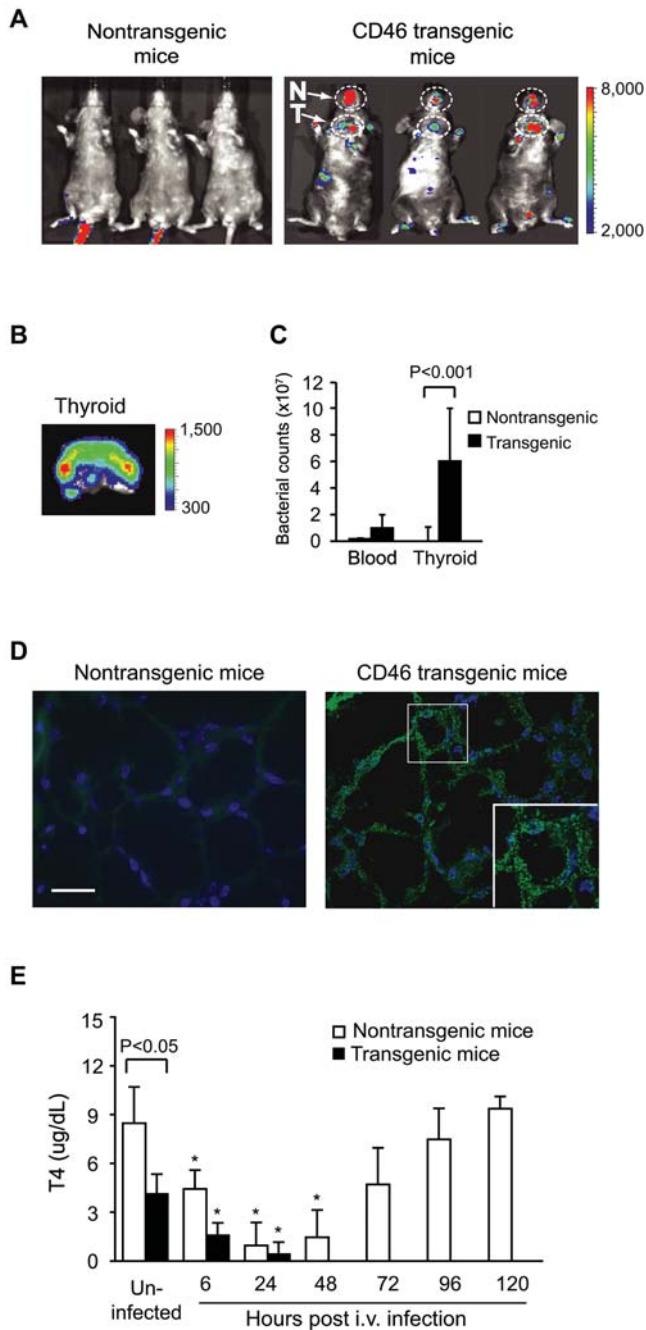 A
Nontransgenic
mice
CD46 transgenic
mice
N
T
8,000
2,000
B
Thyroid
1,500
300
C
P<0.001
Bacterial counts (x10⁷)
12
10
8
6
4
2
0
Nontransgenic
Transgenic
Blood
Thyroid
D
Nontransgenic mice
CD46 transgenic mice
E
T4 (ug/dL)
15
12
9
6
3
0
P<0.05
Nontransgenic mice
Transgenic mice
*
*
*
*
*
Un-
infected
6
24
48
72
96
120
Hours post i.v. infection